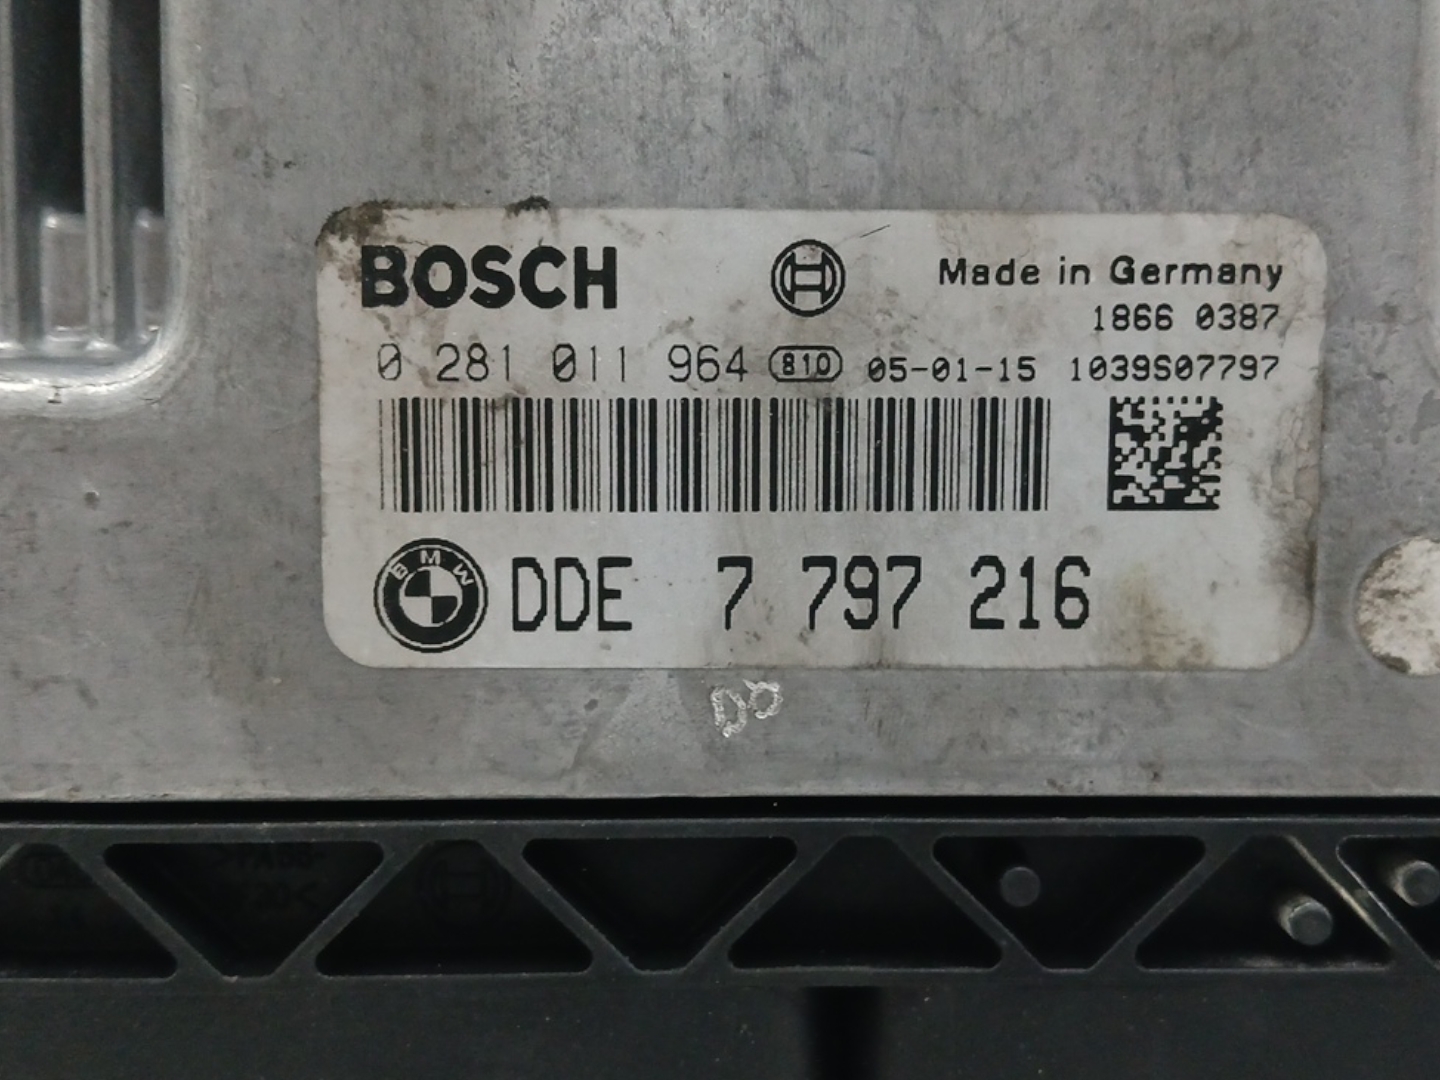 BOSCH Made in Germany
1866 0387
0 281 011 964 810 05-01-15 1039S07797
BMW DDE 7 797 216